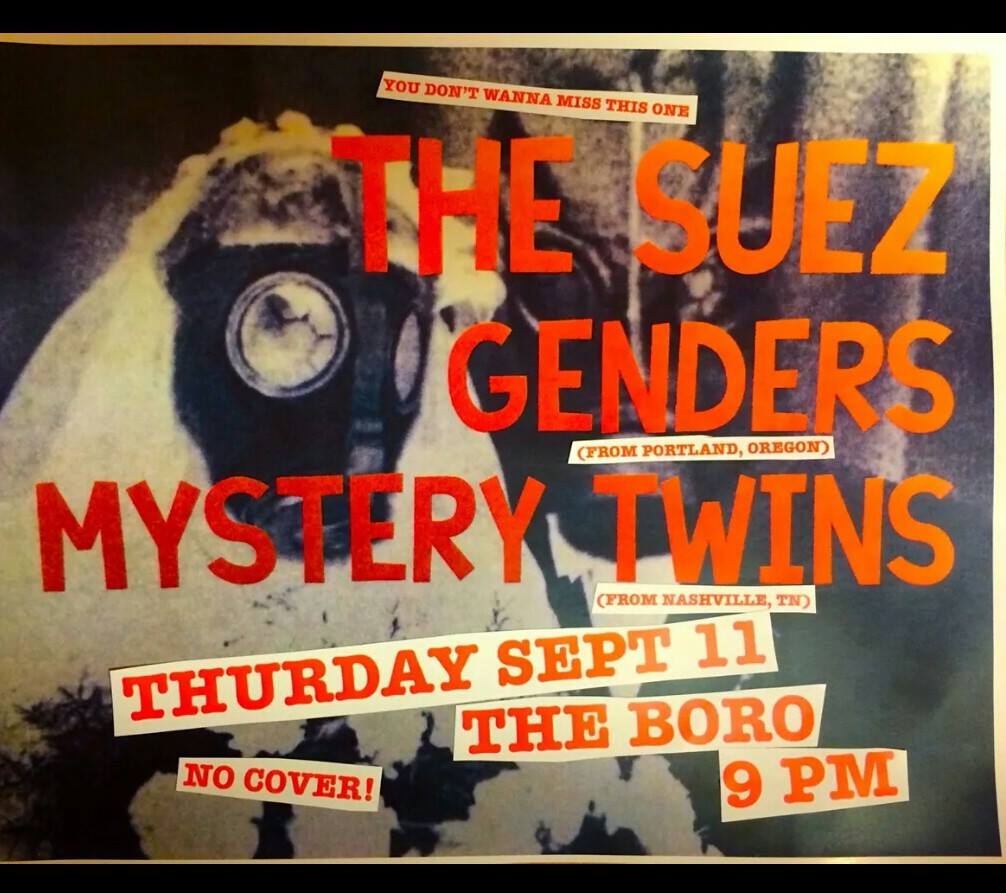 YOU DON'T WANNA MISS THIS ONE
THE SUEZ
GENDERS
(FROM PORTLAND, OREGON)
MYSTERY TWINS
(FROM NASHVILLE, TN)
THURDAY SEPT 11
THE BORO
9 PM
NO COVER!